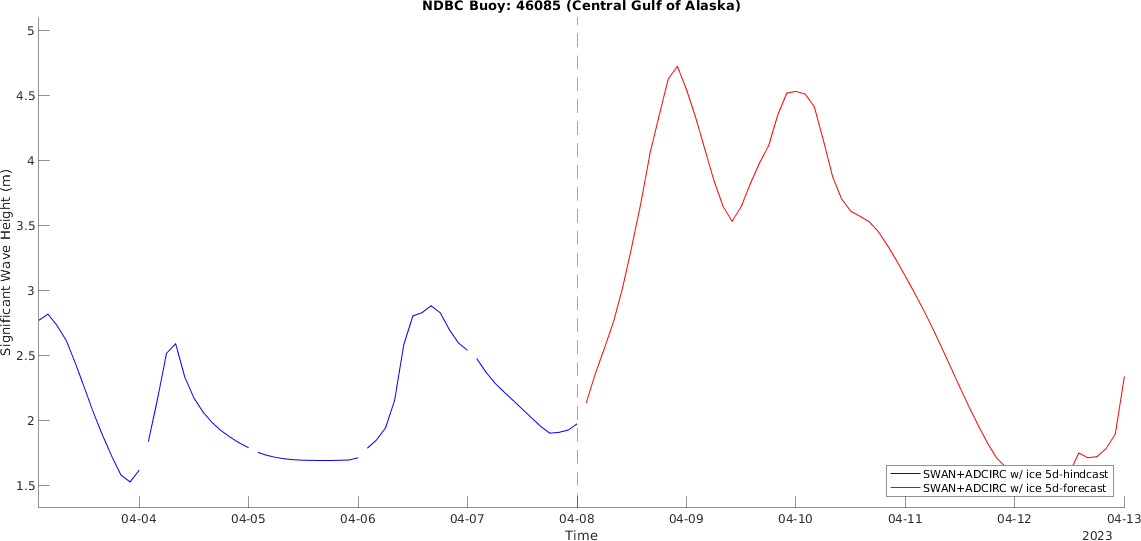 NDBC Buoy: 46085 (Central Gulf of Alaska)
5
4.5
4
3.5
3
2.5
2
1.5
Significant Wave Height (m)
SWAN+ADCIRC w/ ice 5d-hindcast
SWAN+ADCIRC w/ ice 5d-forecast
04-04 04-05 04-06 04-07 04-08 04-09 04-10 04-11 04-12 04-13
Time
2023